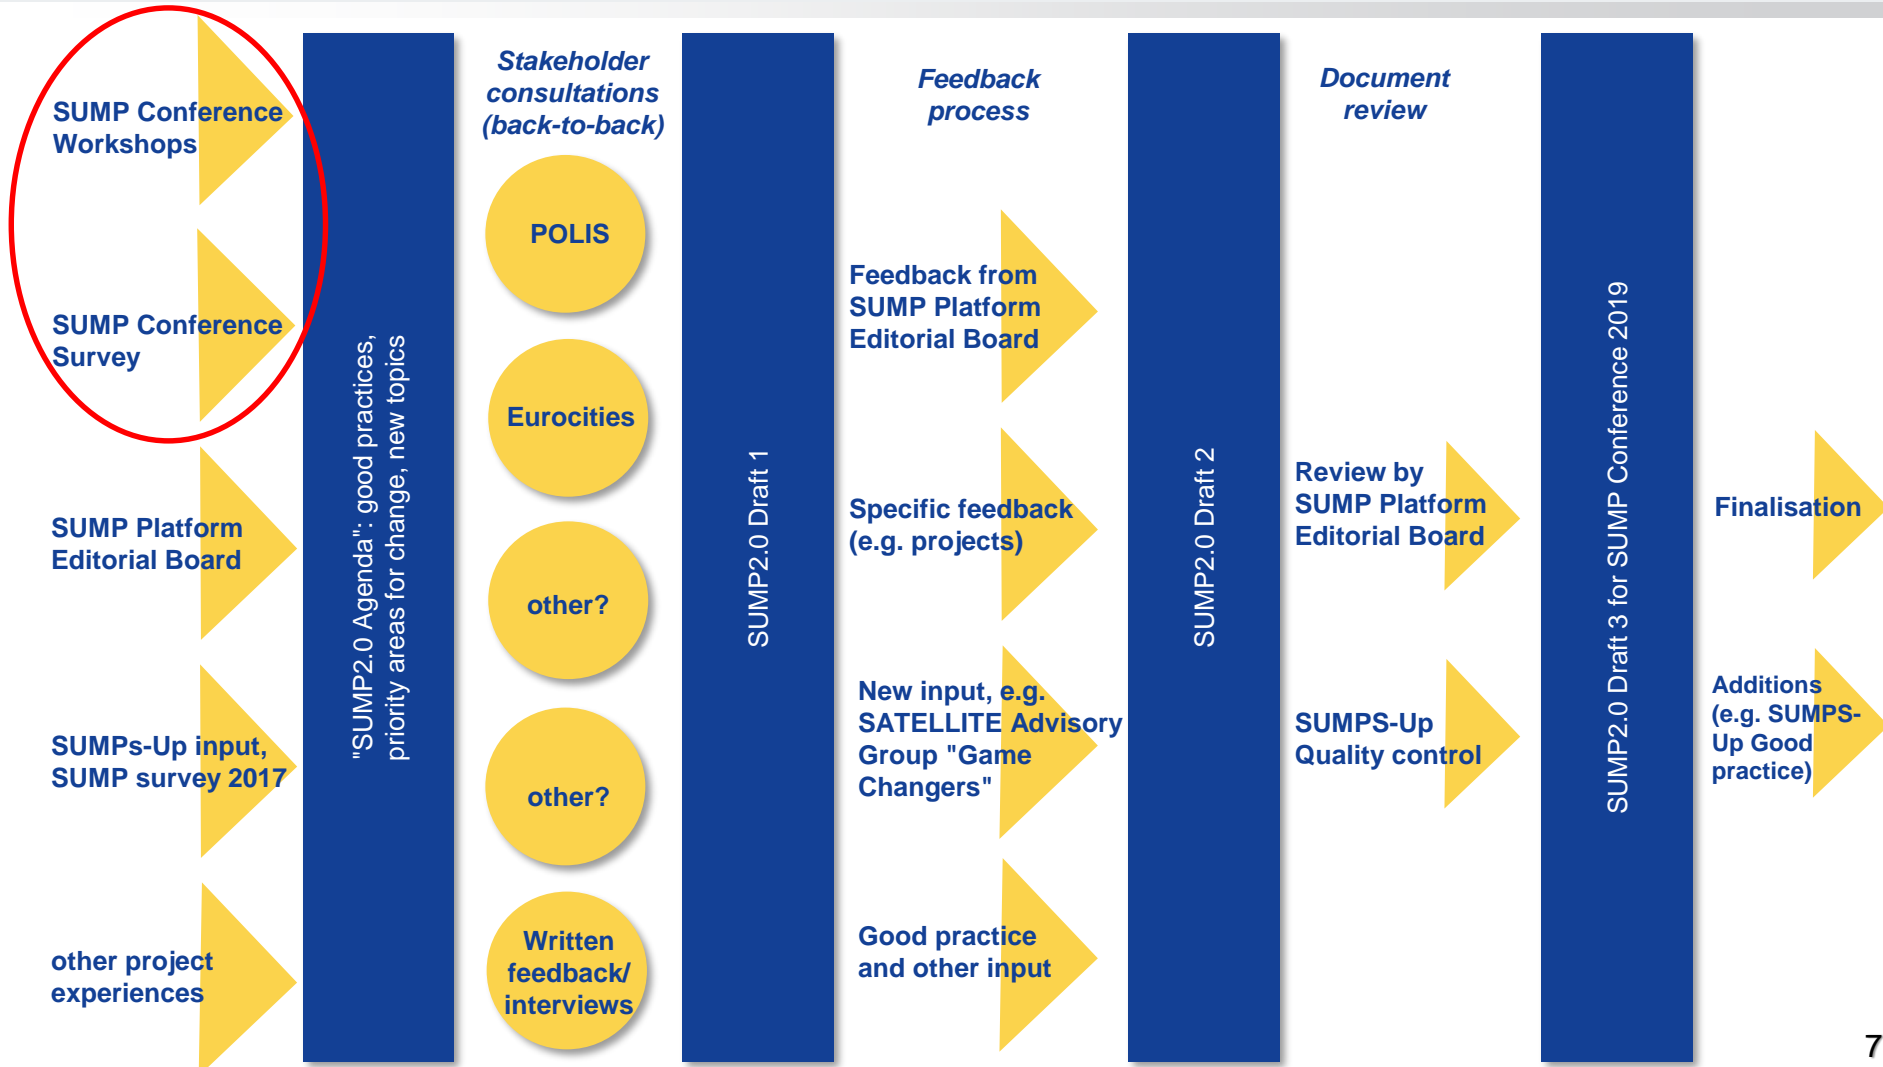 SUMP Conference
Workshops
SUMP Conference
Survey
SUMP Platform
Editorial Board
SUMPs-Up input,
SUMP survey 2017
other project
experiences
"SUMP2.0 Agenda": good practices,
priority areas for change, new topics
Stakeholder
consultations
(back-to-back)
POLIS
Eurocities
other?
other?
Written
feedback/
interviews
SUMP2.0 Draft 1
Feedback
process
Feedback from
SUMP Platform
Editorial Board
Specific feedback
(e.g. projects)
New input, e.g.
SATELLITE Advisory
Group "Game
Changers"
Good practice
and other input
SUMP2.0 Draft 2
Document
review
Review by
SUMP Platform
Editorial Board
SUMPS-Up
Quality control
SUMP2.0 Draft 3 for SUMP Conference 2019
Finalisation
Additions
(e.g. SUMPS-
Up Good
practice)
7